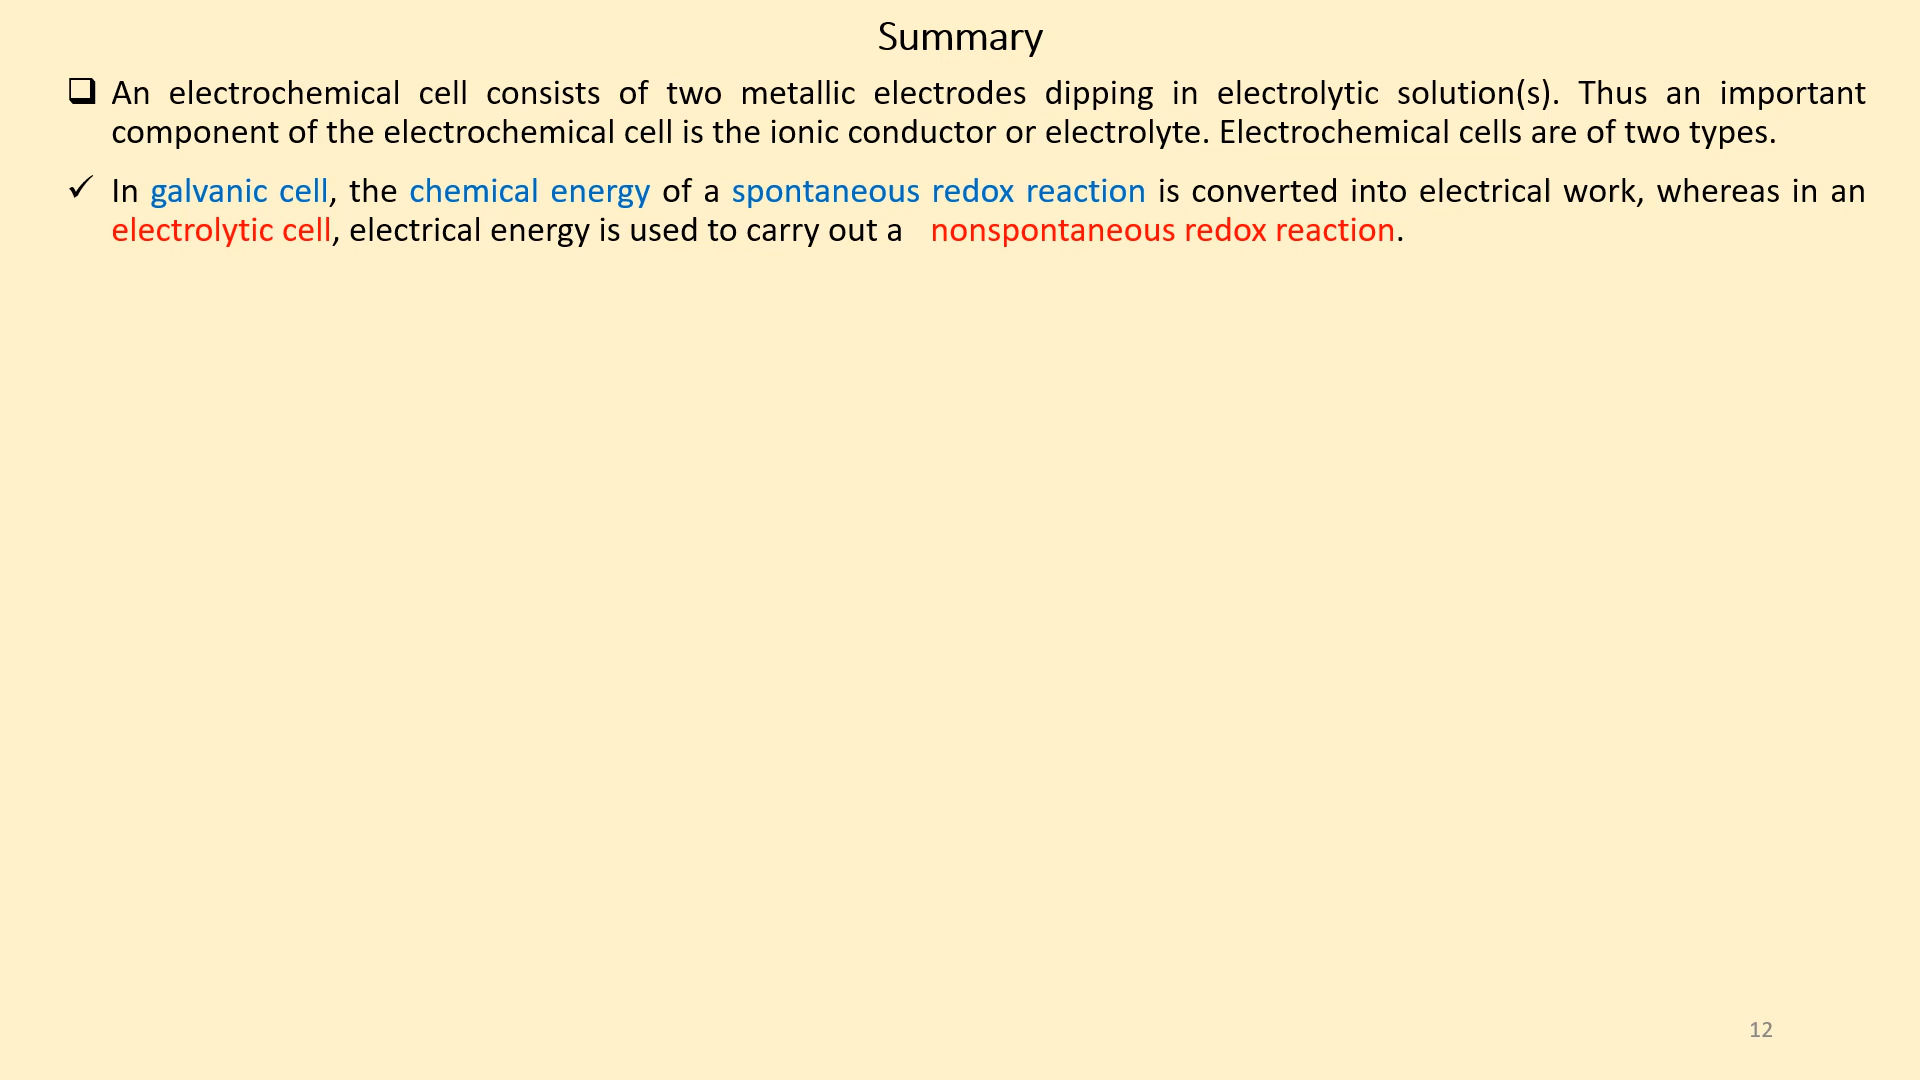 Summary
An electrochemical cell consists of two metallic electrodes dipping in electrolytic solution(s). Thus an important
component of the electrochemical cell is the ionic conductor or electrolyte. Electrochemical cells are of two types.
In galvanic cell, the chemical energy of a spontaneous redox reaction is converted into electrical work, whereas in an
electrolytic cell, electrical energy is used to carry out a nonspontaneous redox reaction.
12